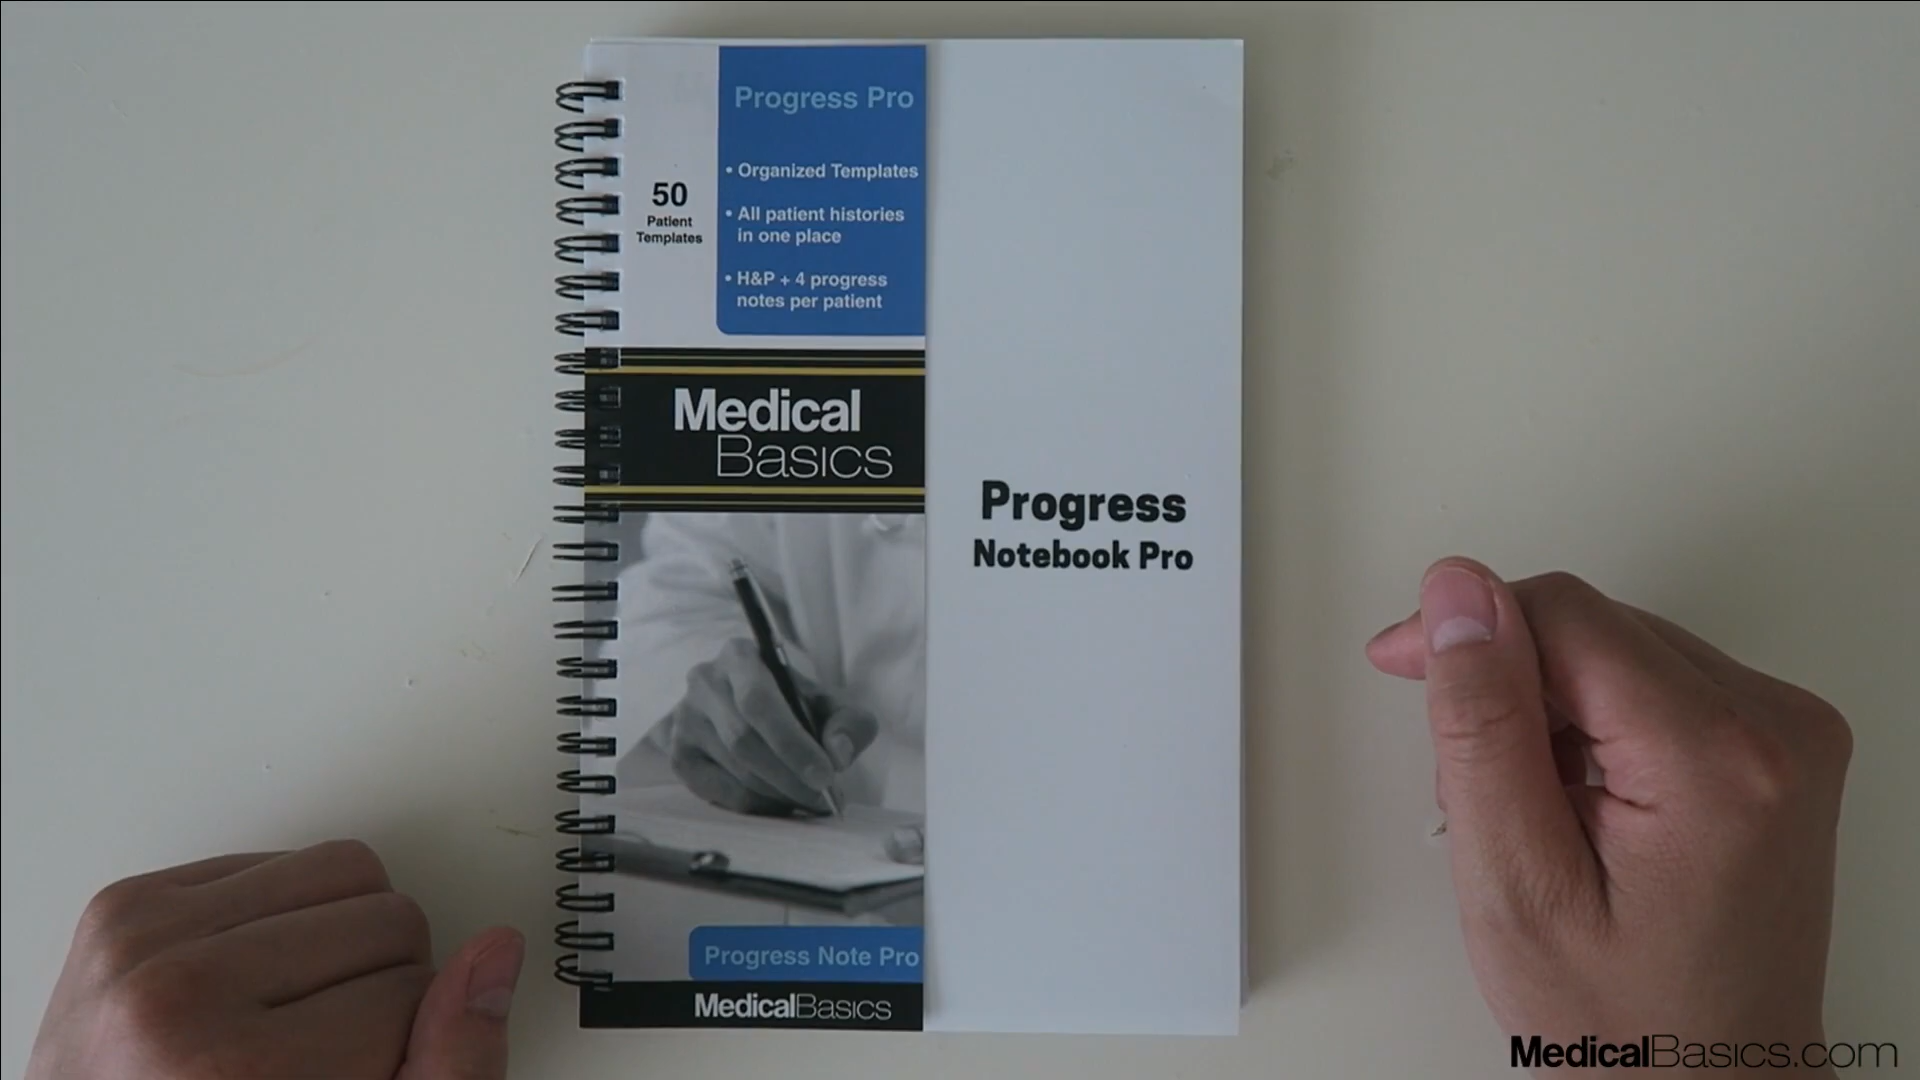 Progress Pro
• Organized Templates
• All patient histories
in one place
• H&P + 4 progress
notes per patient
50
Patient
Templates
Medical
Basics
Progress
Notebook Pro
Progress Note Pro
MedicalBasics
MedicalBasics.com